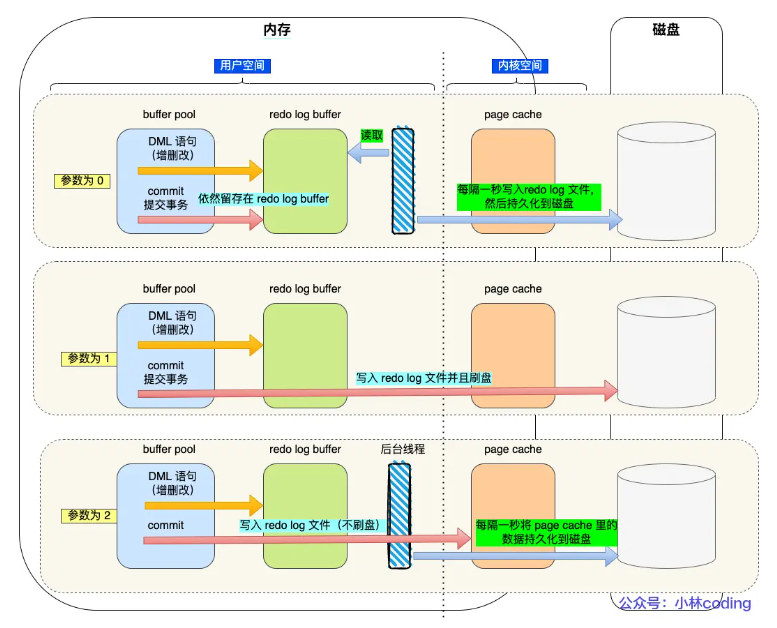 内存
磁盘
用户空间
内核空间
buffer pool
redo log buffer
page cache
DML 语句
（增删改）
读取
参数为 0
commit
提交事务
依然留存在 redo log buffer
每隔一秒写入redo log 文件，
然后持久化到磁盘
buffer pool
redo log buffer
page cache
DML 语句
（增删改）
参数为 1
commit
提交事务
写入 redo log 文件并且刷盘
buffer pool
redo log buffer
后台线程
page cache
DML 语句
（增删改）
参数为 2
commit
写入 redo log 文件（不刷盘）
每隔一秒将 page cache 里的
数据持久化到磁盘
公众号：小林coding